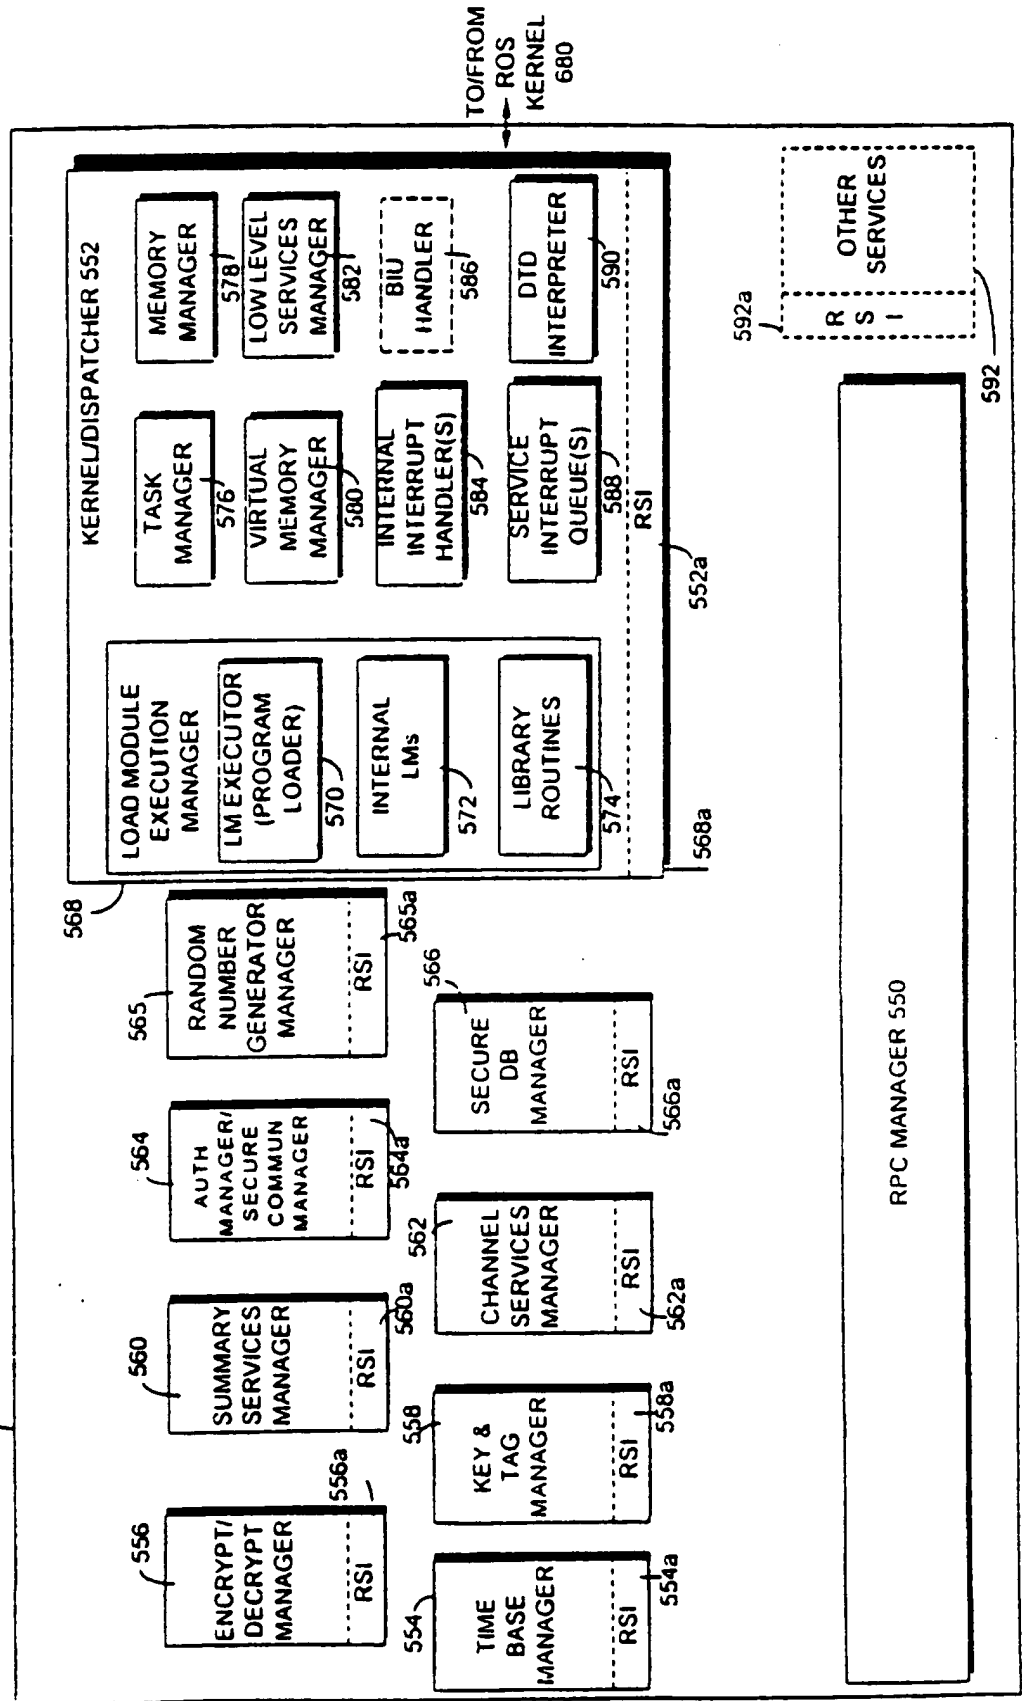 KERNEL/DISPATCHER 552
568
LOAD MODULE
EXECUTION
MANAGER
LM EXECUTOR
(PROGRAM
LOADER)
570
INTERNAL
LMs
572
LIBRARY
ROUTINES
574
568a
TASK
MANAGER
576
VIRTUAL
MEMORY
MANAGER
580
INTERNAL
INTERRUPT
HANDLER(S)
584
SERVICE
INTERRUPT
QUEUE(S)
588
MEMORY
MANAGER
578
LOW LEVEL
SERVICES
MANAGER
582
BIU
HANDLER
586
DTD
INTERPRETER
590
RSI
552a
TO/FROM
ROS
KERNEL
680
556
ENCRYPT/
DECRYPT
MANAGER
RSI
556a
560
SUMMARY
SERVICES
MANAGER
RSI
560a
564
AUTH
MANAGER/
SECURE
COMMUN
MANAGER
RSI
564a
565
RANDOM
NUMBER
GENERATOR
MANAGER
RSI
565a
554
TIME
BASE
MANAGER
RSI
554a
558
KEY &
TAG
MANAGER
RSI
558a
562
CHANNEL
SERVICES
MANAGER
RSI
562a
566
SECURE
DB
MANAGER
RSI
566a
592a
R
S
I
OTHER
SERVICES
592
RPC MANAGER 550